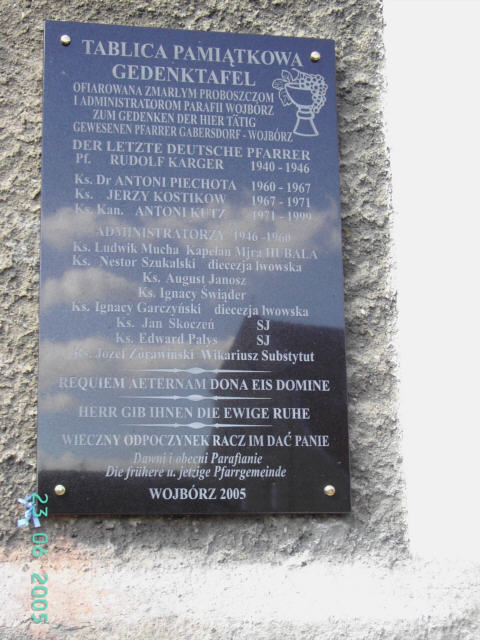 TABLICA PAMIĄTKOWA
GEDENKTAFEL
OFIAROWANA ZMARŁYM PROBOSZCZOM
I ADMINISTRATOROM PARAFII WOJBÓRZ
ZUM GEDENKEN DER HIER TÄTIG
GEWESENEN PFARRER GABERSDORF - WOJBÓRZ
DER LETZTE DEUTSCHE PFARRER
Pf. RUDOLF KARGER 1940 - 1946
Ks. Dr ANTONI PIECHOTA 1960 - 1967
Ks. JERZY KOSTIKOW 1967 - 1971
Ks. Kan. ANTONI KUTZ 1971 - 1999
ADMINISTRATORZY 1946 -1960
Ks. Ludwik Mucha Kapelan Mjra HUBALA
Ks. Nestor Szukalski diecezja lwowska
Ks. August Janosz
Ks. Ignacy Świąder
Ks. Ignacy Garczyński diecezja lwowska
Ks. Jan Skoczeń SJ
Ks. Edward Pałys SJ
Ks. Józef Żórawiński Wikariusz Substytut
REQUIEM AETERNAM DONA EIS DOMINE
HERR GIB IHNEN DIE EWIGE RUHE
WIECZNY ODPOCZYNEK RACZ IM DAĆ PANIE
Dawni i obecni Parafianie
Die frühere u. jetzige Pfarrgemeinde
WOJBÓRZ 2005
23 06 2005